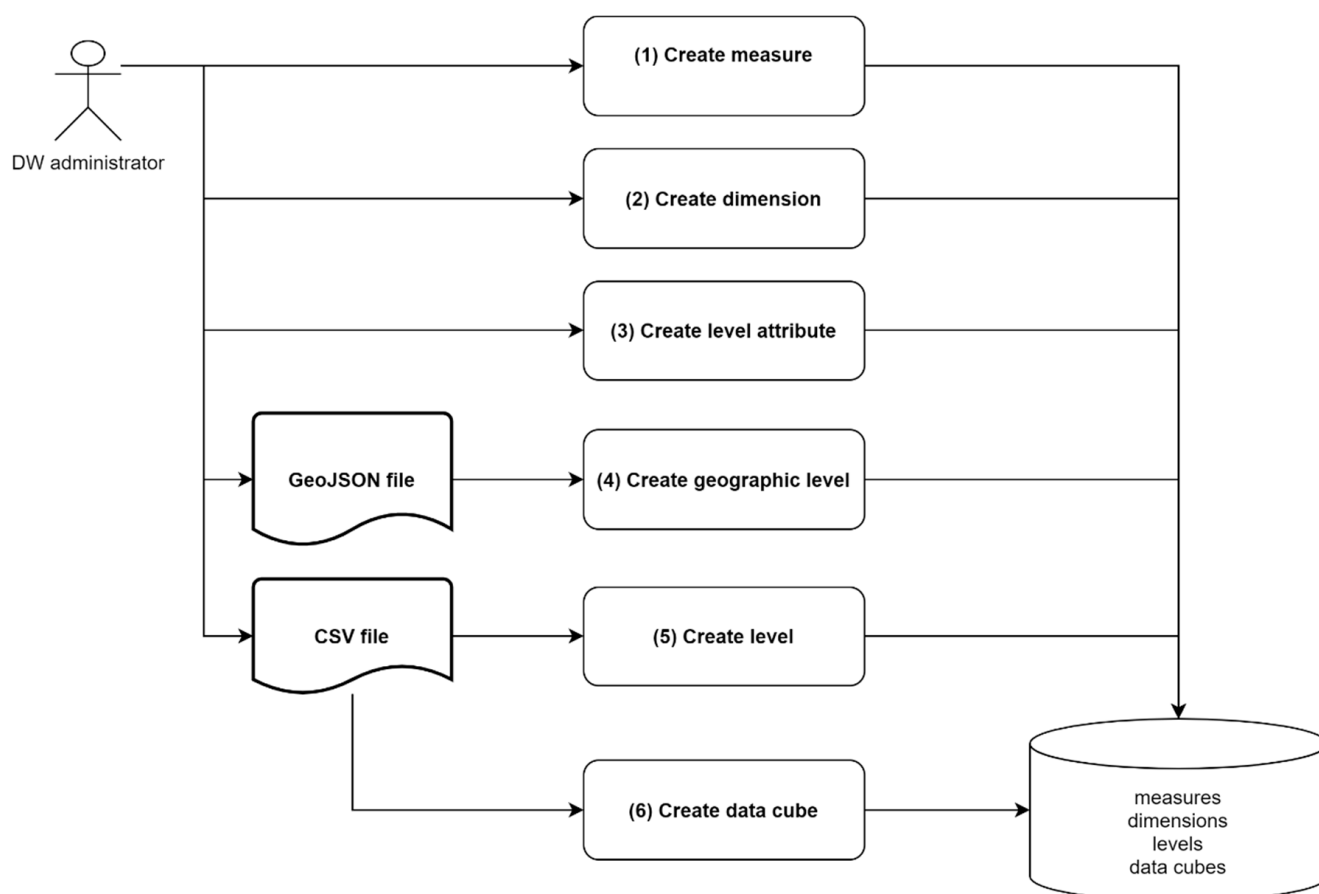 DW administrator
(1) Create measure
(2) Create dimension
(3) Create level attribute
GeoJSON file
(4) Create geographic level
CSV file
(5) Create level
(6) Create data cube
measures
dimensions
levels
data cubes